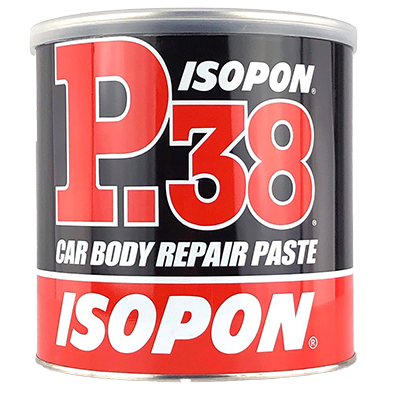 ISOPON®
P.38®
CAR BODY REPAIR PASTE
ISOPON®